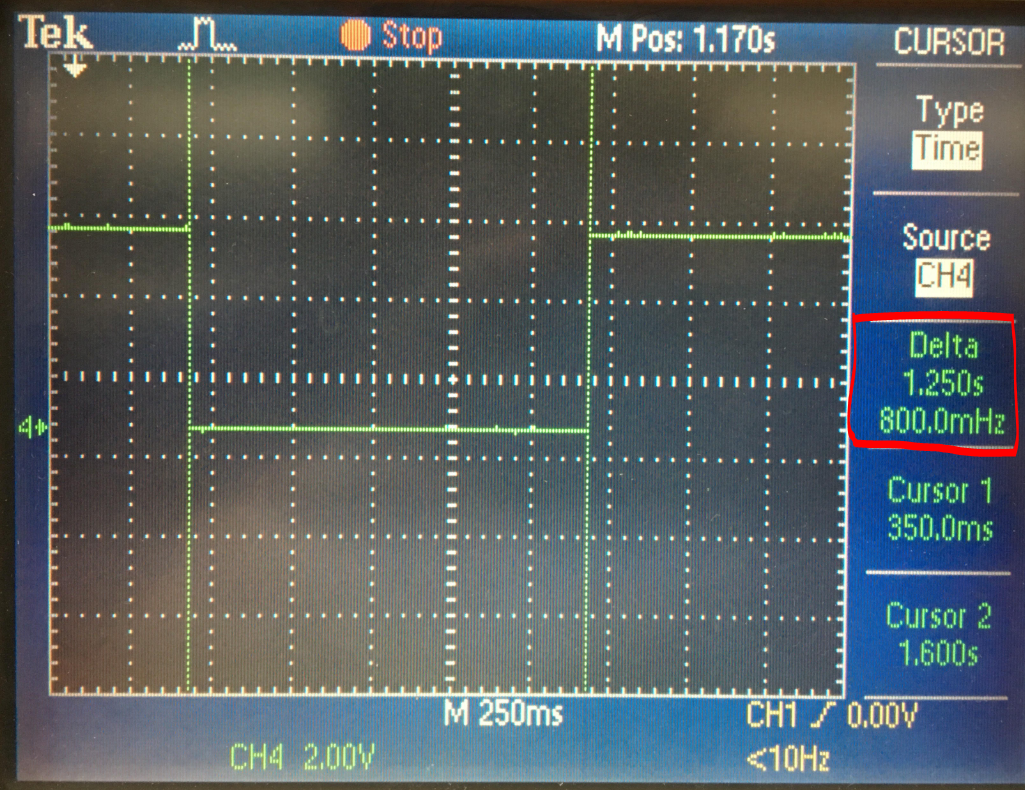 Tek Stop M Pos: 1.170s CURSOR
Type
Time
Source
CH4
Delta
1.250s
800.0mHz
4
Cursor 1
350.0ms
Cursor 2
1.600s
M 250ms CH1 0.00V
CH4 2.00V <10Hz